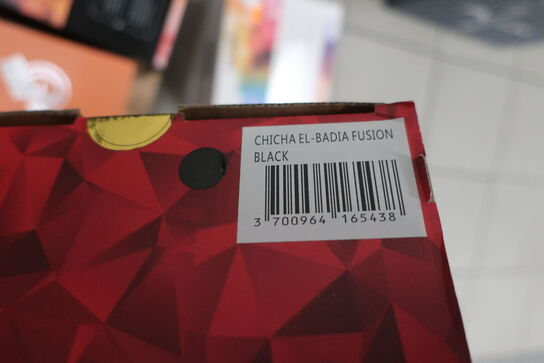 CHICHA EL-BADIA FUSION
BLACK
3 700964 165438